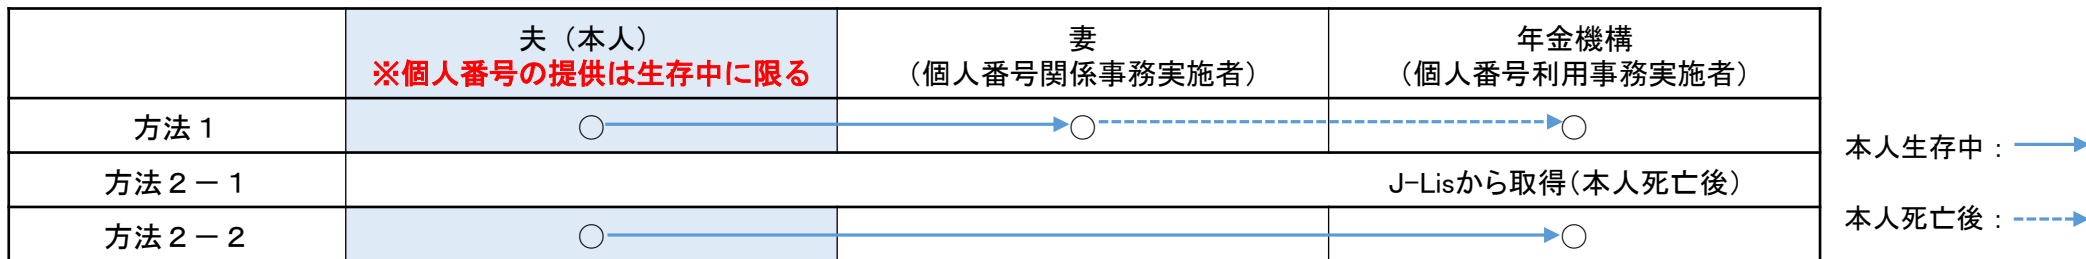 夫（本人）
※個人番号の提供は生存中に限る
妻
（個人番号関係事務実施者）
年金機構
（個人番号利用事務実施者）
方法１
○
○
○
方法２－１
J-Lisから取得（本人死亡後）
方法２－２
○
○
本人生存中：
本人死亡後：